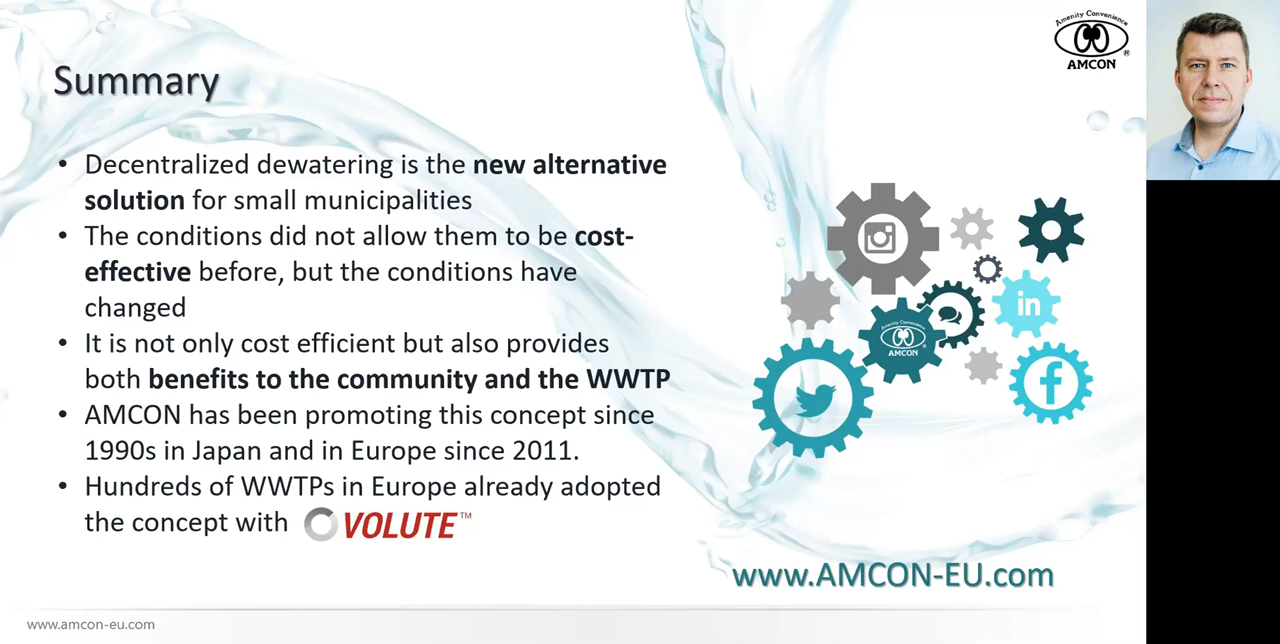 Amenity Convenience
AMCON
®
Summary
• Decentralized dewatering is the new alternative
solution for small municipalities
• The conditions did not allow them to be cost-
effective before, but the conditions have
changed
• It is not only cost efficient but also provides
both benefits to the community and the WWTP
• AMCON has been promoting this concept since
1990s in Japan and in Europe since 2011.
• Hundreds of WWTPs in Europe already adopted
the concept with VOLUTE™
in
Amenity Convenience
AMCON
f
www.AMCON-EU.com
www.amcon-eu.com